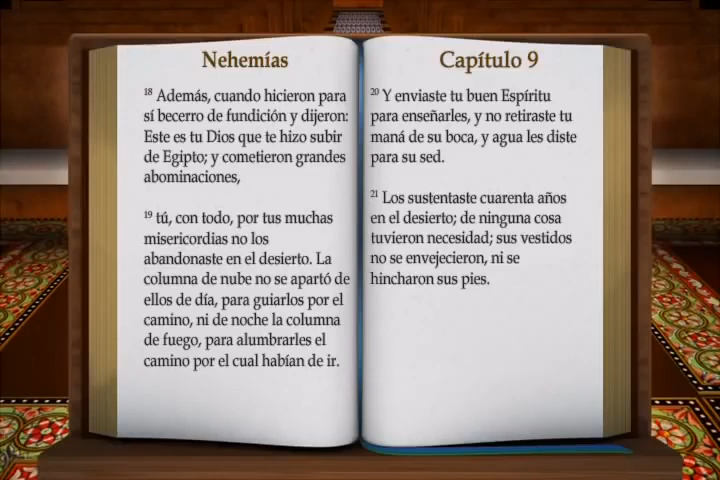 Nehemías
18 Además, cuando hicieron para
sí becerro de fundición y dijeron:
Este es tu Dios que te hizo subir
de Egipto; y cometieron grandes
abominaciones,
19 tú, con todo, por tus muchas
misericordias no los
abandonaste en el desierto. La
columna de nube no se apartó de
ellos de día, para guiarlos por el
camino, ni de noche la columna
de fuego, para alumbrarles el
camino por el cual habían de ir.
Capítulo 9
20 Y enviaste tu buen Espíritu
para enseñarles, y no retiraste tu
maná de su boca, y agua les diste
para su sed.
21 Los sustentaste cuarenta años
en el desierto; de ninguna cosa
tuvieron necesidad; sus vestidos
no se envejecieron, ni se
hincharon sus pies.